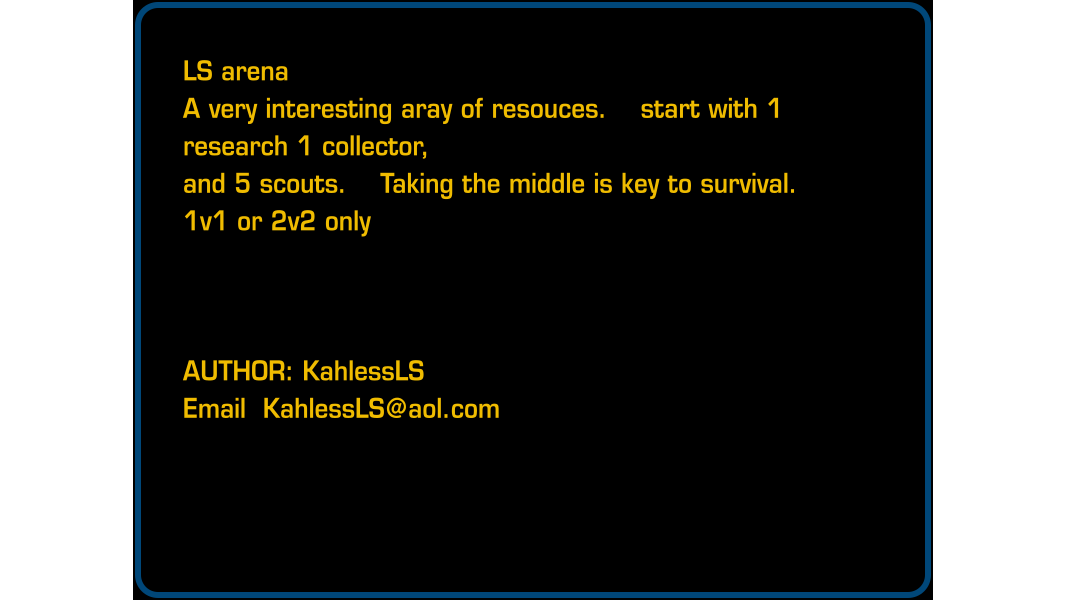 LS arena
A very interesting aray of resouces.    start with 1
research 1 collector,
and 5 scouts.    Taking the middle is key to survival.
1v1 or 2v2 only
AUTHOR: KahlessLS
Email  KahlessLS@aol.com